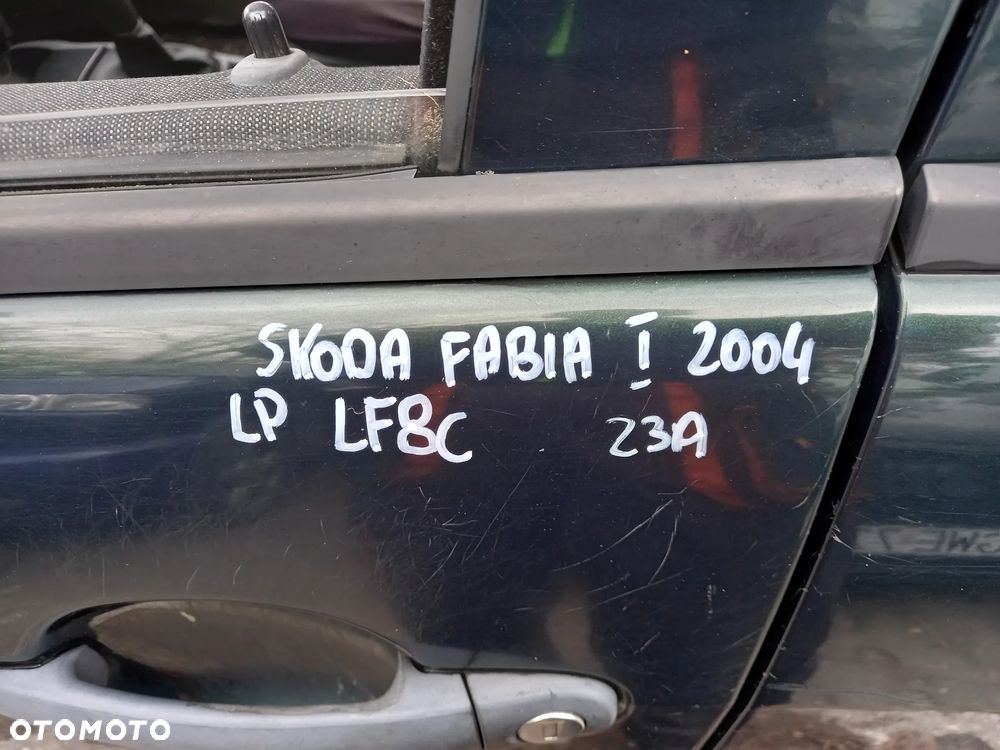 SKODA FABIA I 2004
LP LF8C 23A
OTOMOTO